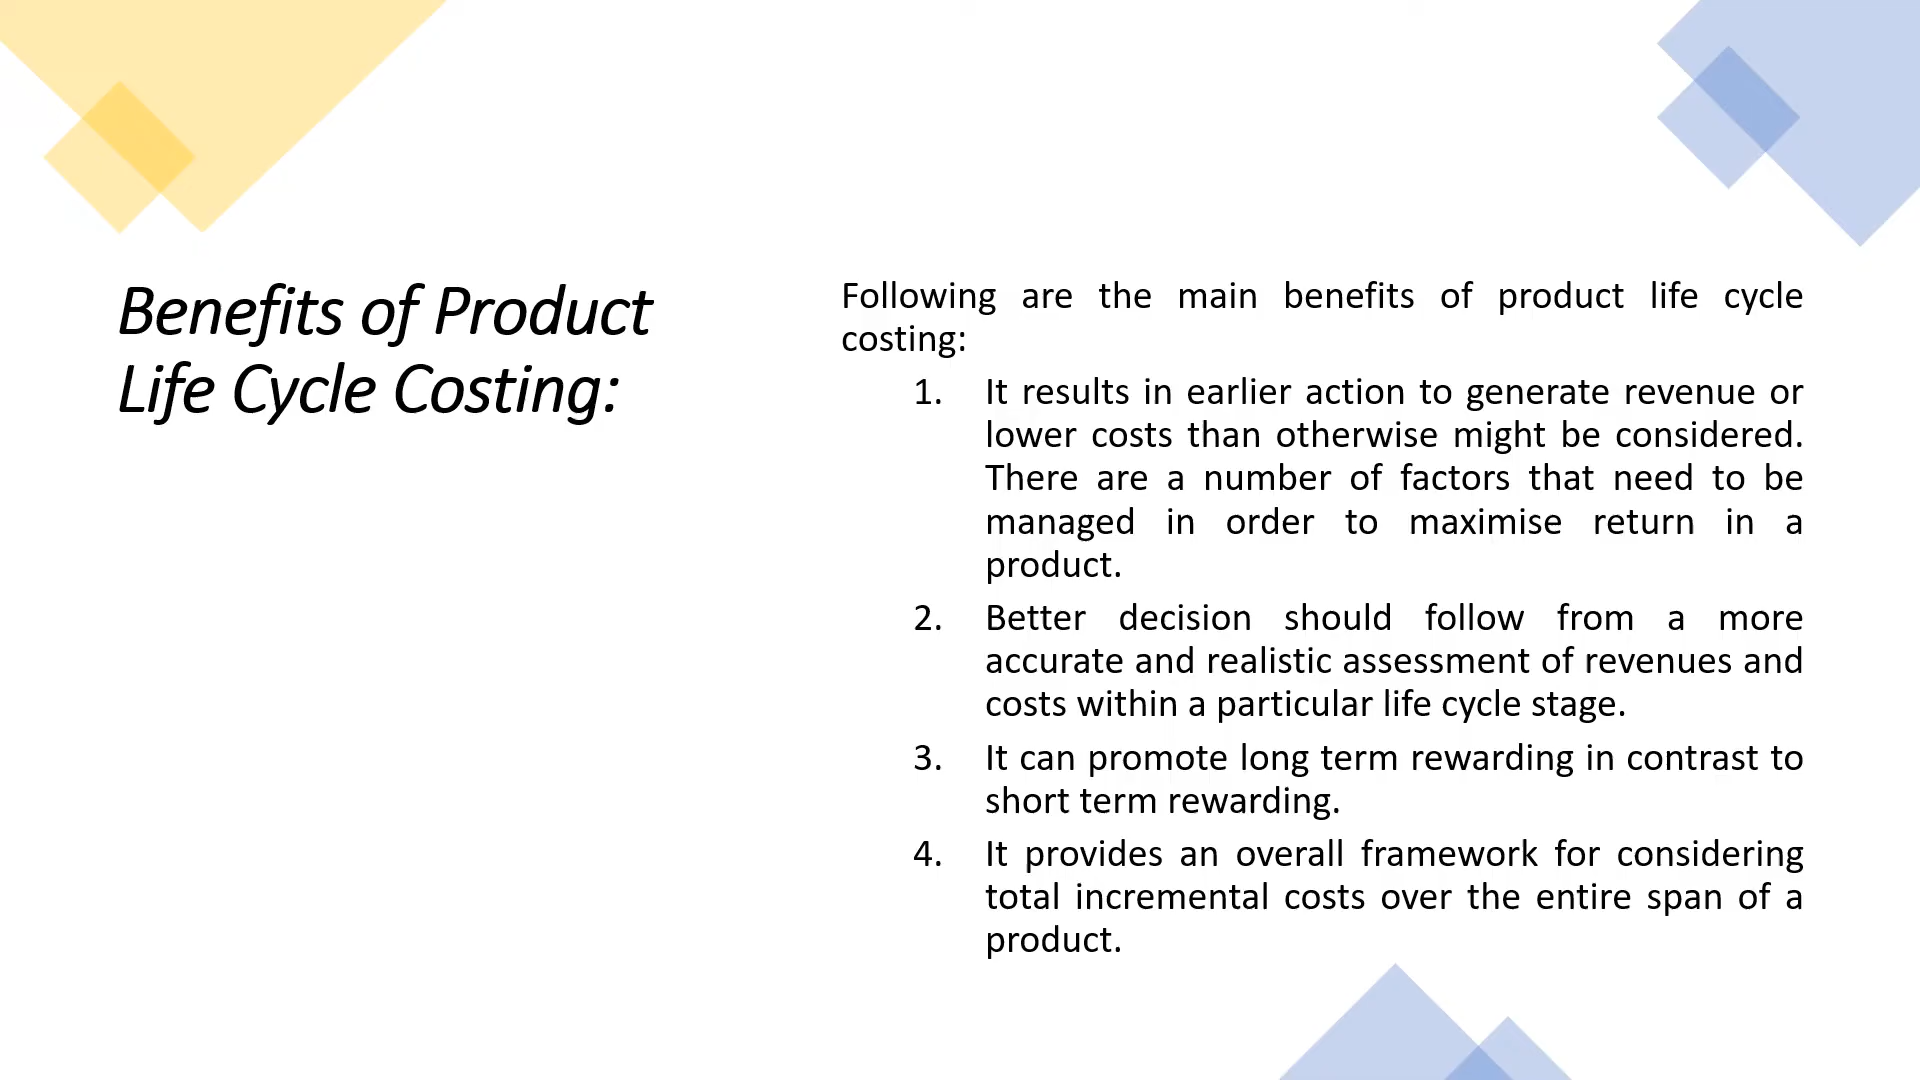 Benefits of Product
Life Cycle Costing:
Following are the main benefits of product life cycle
costing:
1. It results in earlier action to generate revenue or
lower costs than otherwise might be considered.
There are a number of factors that need to be
managed in order to maximise return in a
product.
2. Better decision should follow from a more
accurate and realistic assessment of revenues and
costs within a particular life cycle stage.
3. It can promote long term rewarding in contrast to
short term rewarding.
4. It provides an overall framework for considering
total incremental costs over the entire span of a
product.